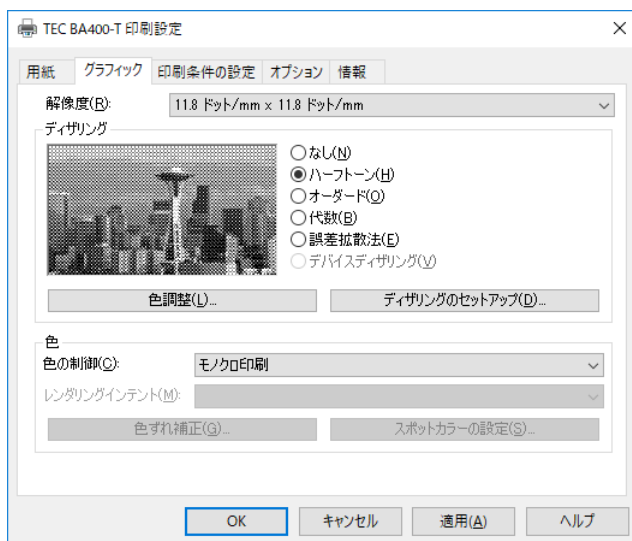 TEC BA400-T 印刷設定
用紙 グラフィック 印刷条件の設定 オプション 情報
解像度(R): 11.8 ドット/mm x 11.8 ドット/mm
ディザリング
なし(N)
ハーフトーン(H)
オーダード(O)
代数(B)
誤差拡散法(E)
デバイスディザリング(V)
色調整(L)... ディザリングのセットアップ(D)...
色
色の制御(C): モノクロ印刷
レンダリングインテント(M):
色ずれ補正(G)... スポットカラーの設定(S)...
OK キャンセル 適用(A) ヘルプ